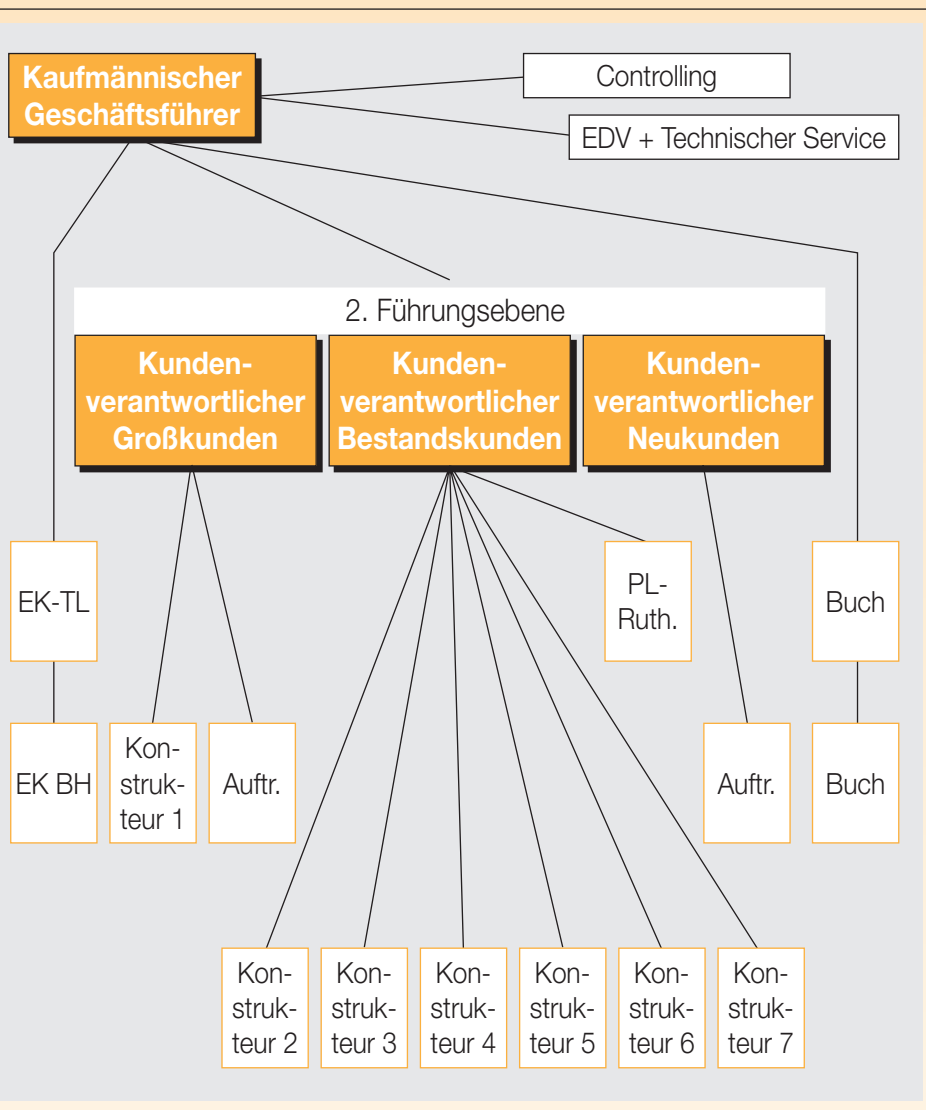 Kaufmännischer
Geschäftsführer
Controlling
EDV + Technischer Service
2. Führungsebene
Kunden-
verantwortlicher
Großkunden
Kunden-
verantwortlicher
Bestandskunden
Kunden-
verantwortlicher
Neukunden
EK-TL
PL-
Ruth.
Buch
EK BH
Kon-
struk-
teur 1
Auftr.
Auftr.
Buch
Kon-
struk-
teur 2
Kon-
struk-
teur 3
Kon-
struk-
teur 4
Kon-
struk-
teur 5
Kon-
struk-
teur 6
Kon-
struk-
teur 7